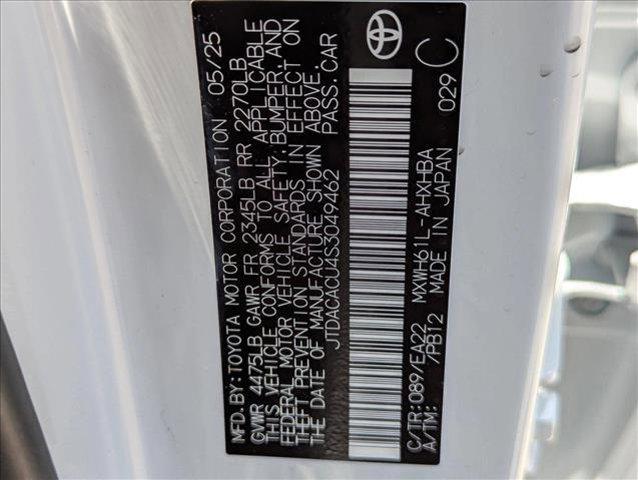 MFD.BY:TOYOTA MOTOR CORPORATION 05/25
GVWR 4475LB GAWR FR 2345LB RR 2270LB
THIS VEHICLE CONFORMS TO ALL APPLICABLE
FEDERAL MOTOR VEHICLE SAFETY,BUMPER,AND
THEFT PREVENTION STANDARDS IN EFFECT ON
THE DATE OF MANUFACTURE SHOWN ABOVE.
JTDACACU4S3049462 PASS.CAR
C/TR:089/EA22 MXWH61L-AHXHBA 029 C
A/TM: /PB12 MADE IN JAPAN